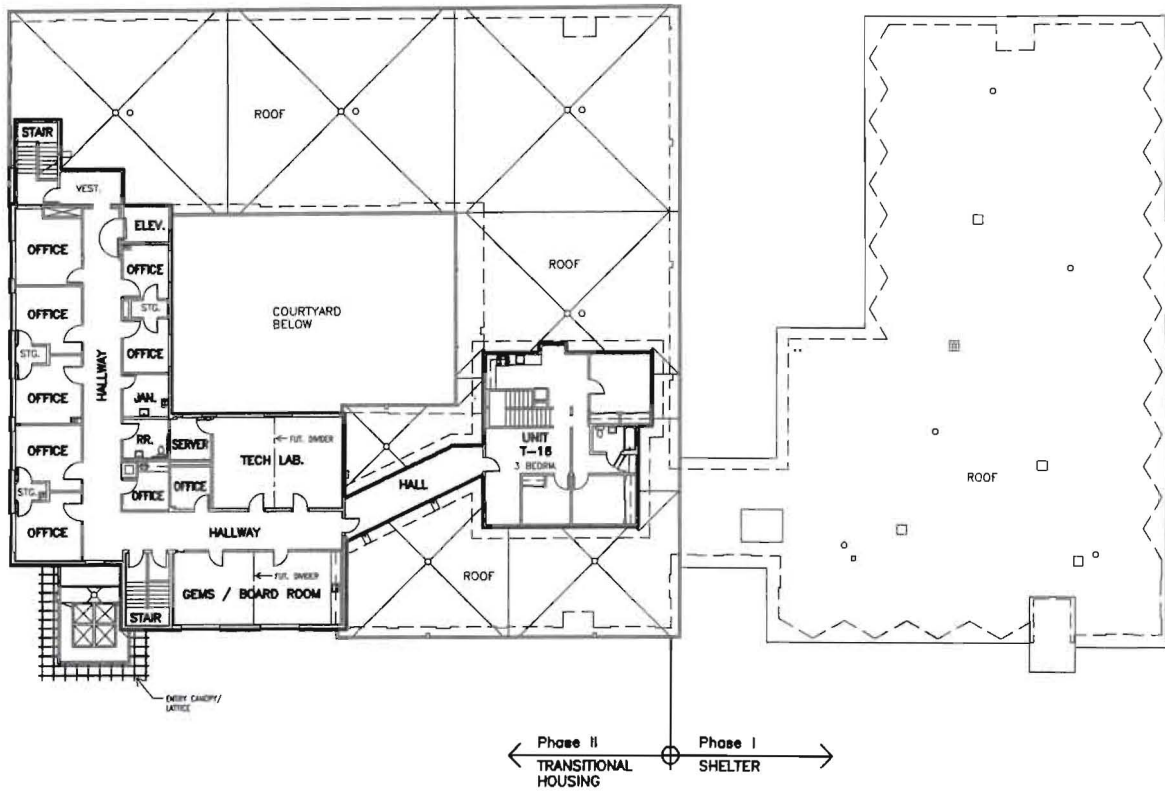 ROOF
STAIR
VEST.
ELEV.
OFFICE
OFFICE
ROOF
STG.
OFFICE
COURTYARD
BELOW
STG.
OFFICE
HALLWAY
OFFICE
JAN.
OFFICE
RR.
SERVER
FUT. DIVIDER
TECH LAB.
UNIT
T-16
3 BEDRM.
ROOF
STG.
OFFICE
OFFICE
HALL
OFFICE
HALLWAY
ROOF
FUT. DIVIDER
GEMS / BOARD ROOM
STAIR
ENTRY CANOPY/
LATTICE
Phase II
TRANSITIONAL
HOUSING
Phase I
SHELTER